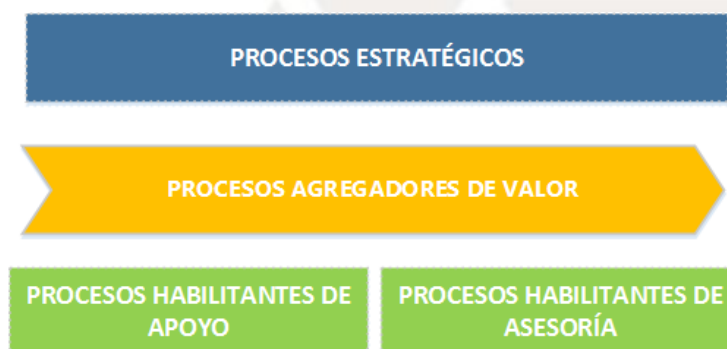 PROCESOS ESTRATÉGICOS
PROCESOS AGREGADORES DE VALOR
PROCESOS HABILITANTES DE
APOYO
PROCESOS HABILITANTES DE
ASESORÍA